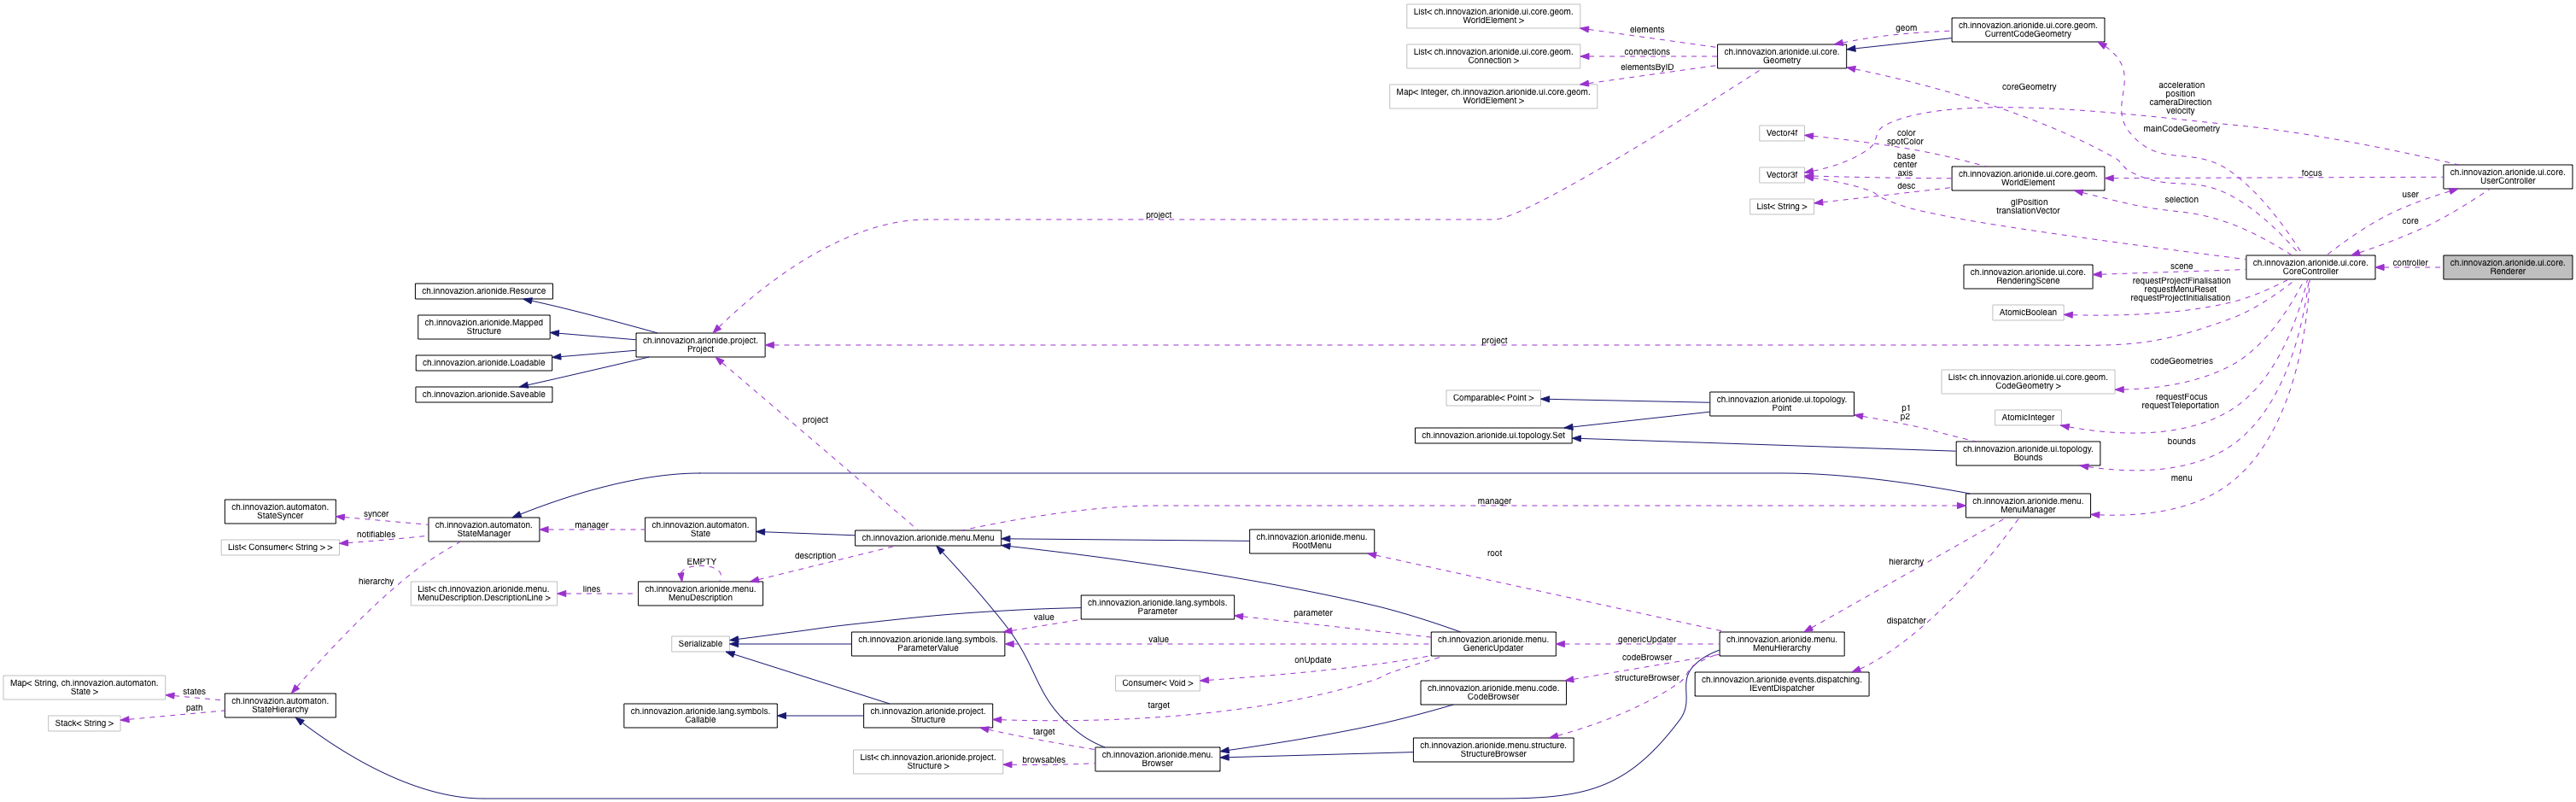 List< ch.innovazion.arionide.ui.core.geom.
WorldElement >
elements
List< ch.innovazion.arionide.ui.core.geom.
Connection >
connections
elementsByID
Map< Integer, ch.innovazion.arionide.ui.core.geom.
WorldElement >
ch.innovazion.arionide.ui.core.
Geometry
geom
ch.innovazion.arionide.ui.core.geom.
CurrentCodeGeometry
coreGeometry
acceleration
position
cameraDirection
velocity
mainCodeGeometry
Vector4f
color
spotColor
Vector3f
base
center
axis
ch.innovazion.arionide.ui.core.geom.
WorldElement
focus
ch.innovazion.arionide.ui.core.
UserController
desc
List< String >
glPosition
translationVector
selection
user
core
project
ch.innovazion.arionide.ui.core.
CoreController
controller
ch.innovazion.arionide.ui.core.
Renderer
ch.innovazion.arionide.ui.core.
RenderingScene
scene
requestProjectFinalisation
requestMenuReset
requestProjectInitialisation
AtomicBoolean
ch.innovazion.arionide.Resource
ch.innovazion.arionide.Mapped
Structure
ch.innovazion.arionide.Loadable
ch.innovazion.arionide.Saveable
ch.innovazion.arionide.project.
Project
project
codeGeometries
List< ch.innovazion.arionide.ui.core.geom.
CodeGeometry >
Comparable< Point >
ch.innovazion.arionide.ui.topology.
Point
ch.innovazion.arionide.ui.topology.Set
p1
p2
requestFocus
requestTeleportation
AtomicInteger
ch.innovazion.arionide.ui.topology.
Bounds
bounds
project
menu
manager
ch.innovazion.arionide.menu.
MenuManager
ch.innovazion.automaton.
StateSyncer
syncer
List< Consumer< String > >
notifiables
ch.innovazion.automaton.
StateManager
manager
ch.innovazion.automaton.
State
ch.innovazion.arionide.menu.Menu
ch.innovazion.arionide.menu.
RootMenu
root
hierarchy
hierarchy
description
EMPTY
List< ch.innovazion.arionide.menu.
MenuDescription.DescriptionLine >
lines
ch.innovazion.arionide.menu.
MenuDescription
ch.innovazion.arionide.lang.symbols.
Parameter
parameter
value
dispatcher
Serializable
ch.innovazion.arionide.lang.symbols.
ParameterValue
value
ch.innovazion.arionide.menu.
GenericUpdater
genericUpdater
ch.innovazion.arionide.menu.
MenuHierarchy
onUpdate
Consumer< Void >
codeBrowser
structureBrowser
ch.innovazion.arionide.menu.code.
CodeBrowser
ch.innovazion.arionide.events.dispatching.
IEventDispatcher
Map< String, ch.innovazion.automaton.
State >
states
path
Stack< String >
ch.innovazion.automaton.
StateHierarchy
ch.innovazion.arionide.lang.symbols.
Callable
ch.innovazion.arionide.project.
Structure
target
target
List< ch.innovazion.arionide.project.
Structure >
browsables
ch.innovazion.arionide.menu.
Browser
ch.innovazion.arionide.menu.structure.
StructureBrowser